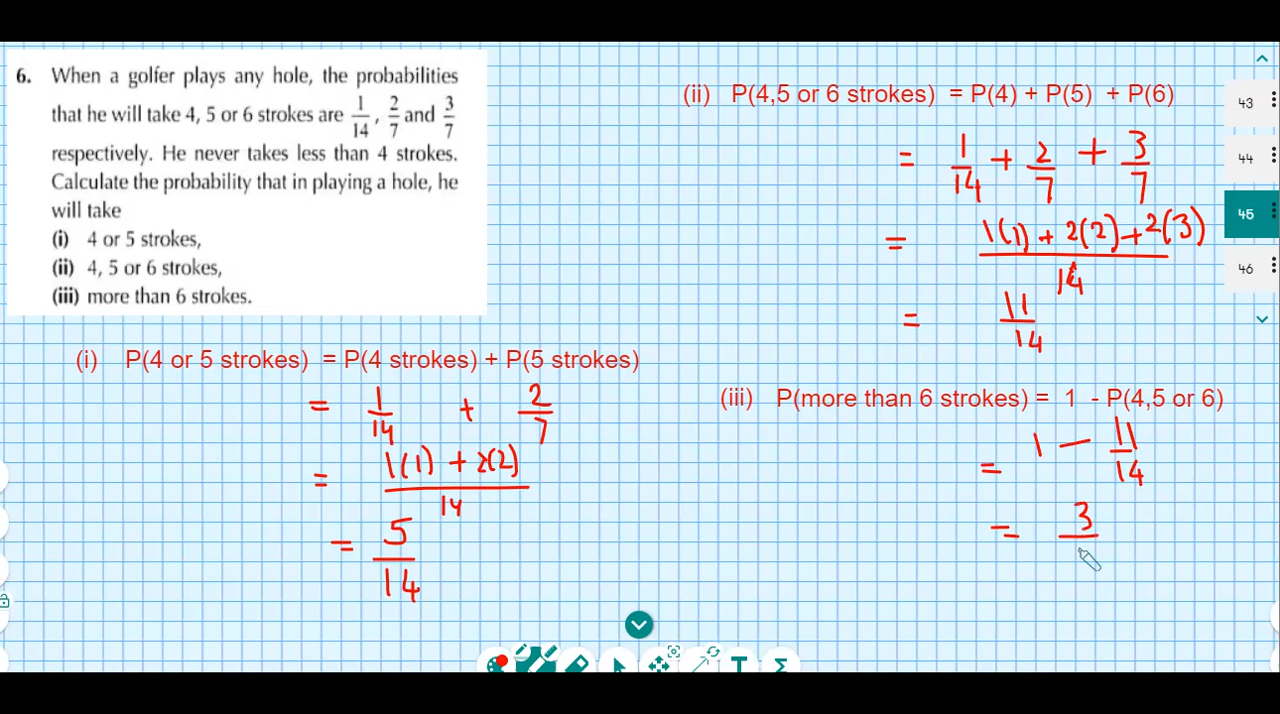 6. When a golfer plays any hole, the probabilities
that he will take 4, 5 or 6 strokes are 1/14, 2/7 and 3/7
respectively. He never takes less than 4 strokes.
Calculate the probability that in playing a hole, he
will take
(i) 4 or 5 strokes,
(ii) 4, 5 or 6 strokes,
(iii) more than 6 strokes.
(i) P(4 or 5 strokes) = P(4 strokes) + P(5 strokes)
= 1/14 + 2/7
= 1(1) + 2(2)/14
= 5/14
(ii) P(4,5 or 6 strokes) = P(4) + P(5) + P(6)
= 1/14 + 2/7 + 3/7
= 1(1) + 2(2) + 2(3)/14
= 11/14
(iii) P(more than 6 strokes) = 1 - P(4,5 or 6)
= 1 - 11/14
= 3/
43
44
45
46
T Σ